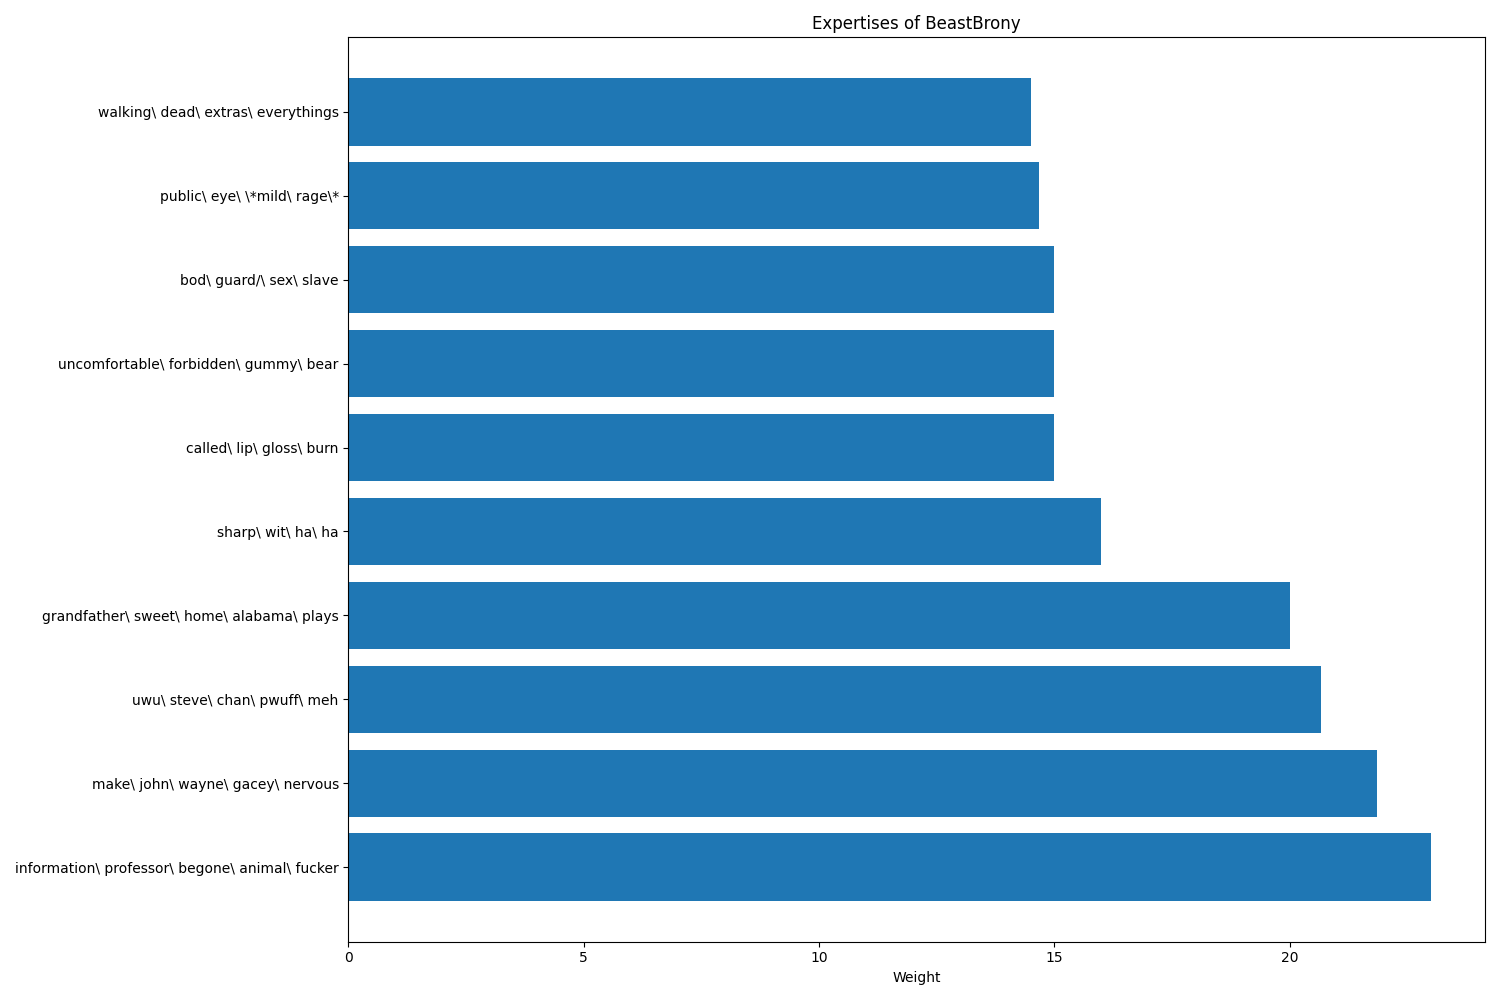 Expertises of BeastBrony
walking\ dead\ extras\ everythings
public\ eye\ \*mild\ rage\*
bod\ guard/\ sex\ slave
uncomfortable\ forbidden\ gummy\ bear
called\ lip\ gloss\ burn
sharp\ wit\ ha\ ha
grandfather\ sweet\ home\ alabama\ plays
uwu\ steve\ chan\ pwuff\ meh
make\ john\ wayne\ gacey\ nervous
information\ professor\ begone\ animal\ fucker
0 5 10 15 20
Weight